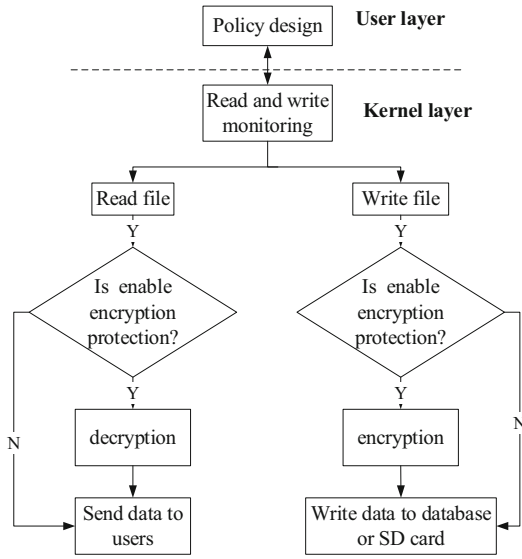 Policy design
User layer
Read and write
monitoring
Kernel layer
Read file
Write file
Y
Y
Is enable
encryption
protection?
Is enable
encryption
protection?
Y
Y
N
decryption
encryption
N
Send data to
users
Write data to database
or SD card